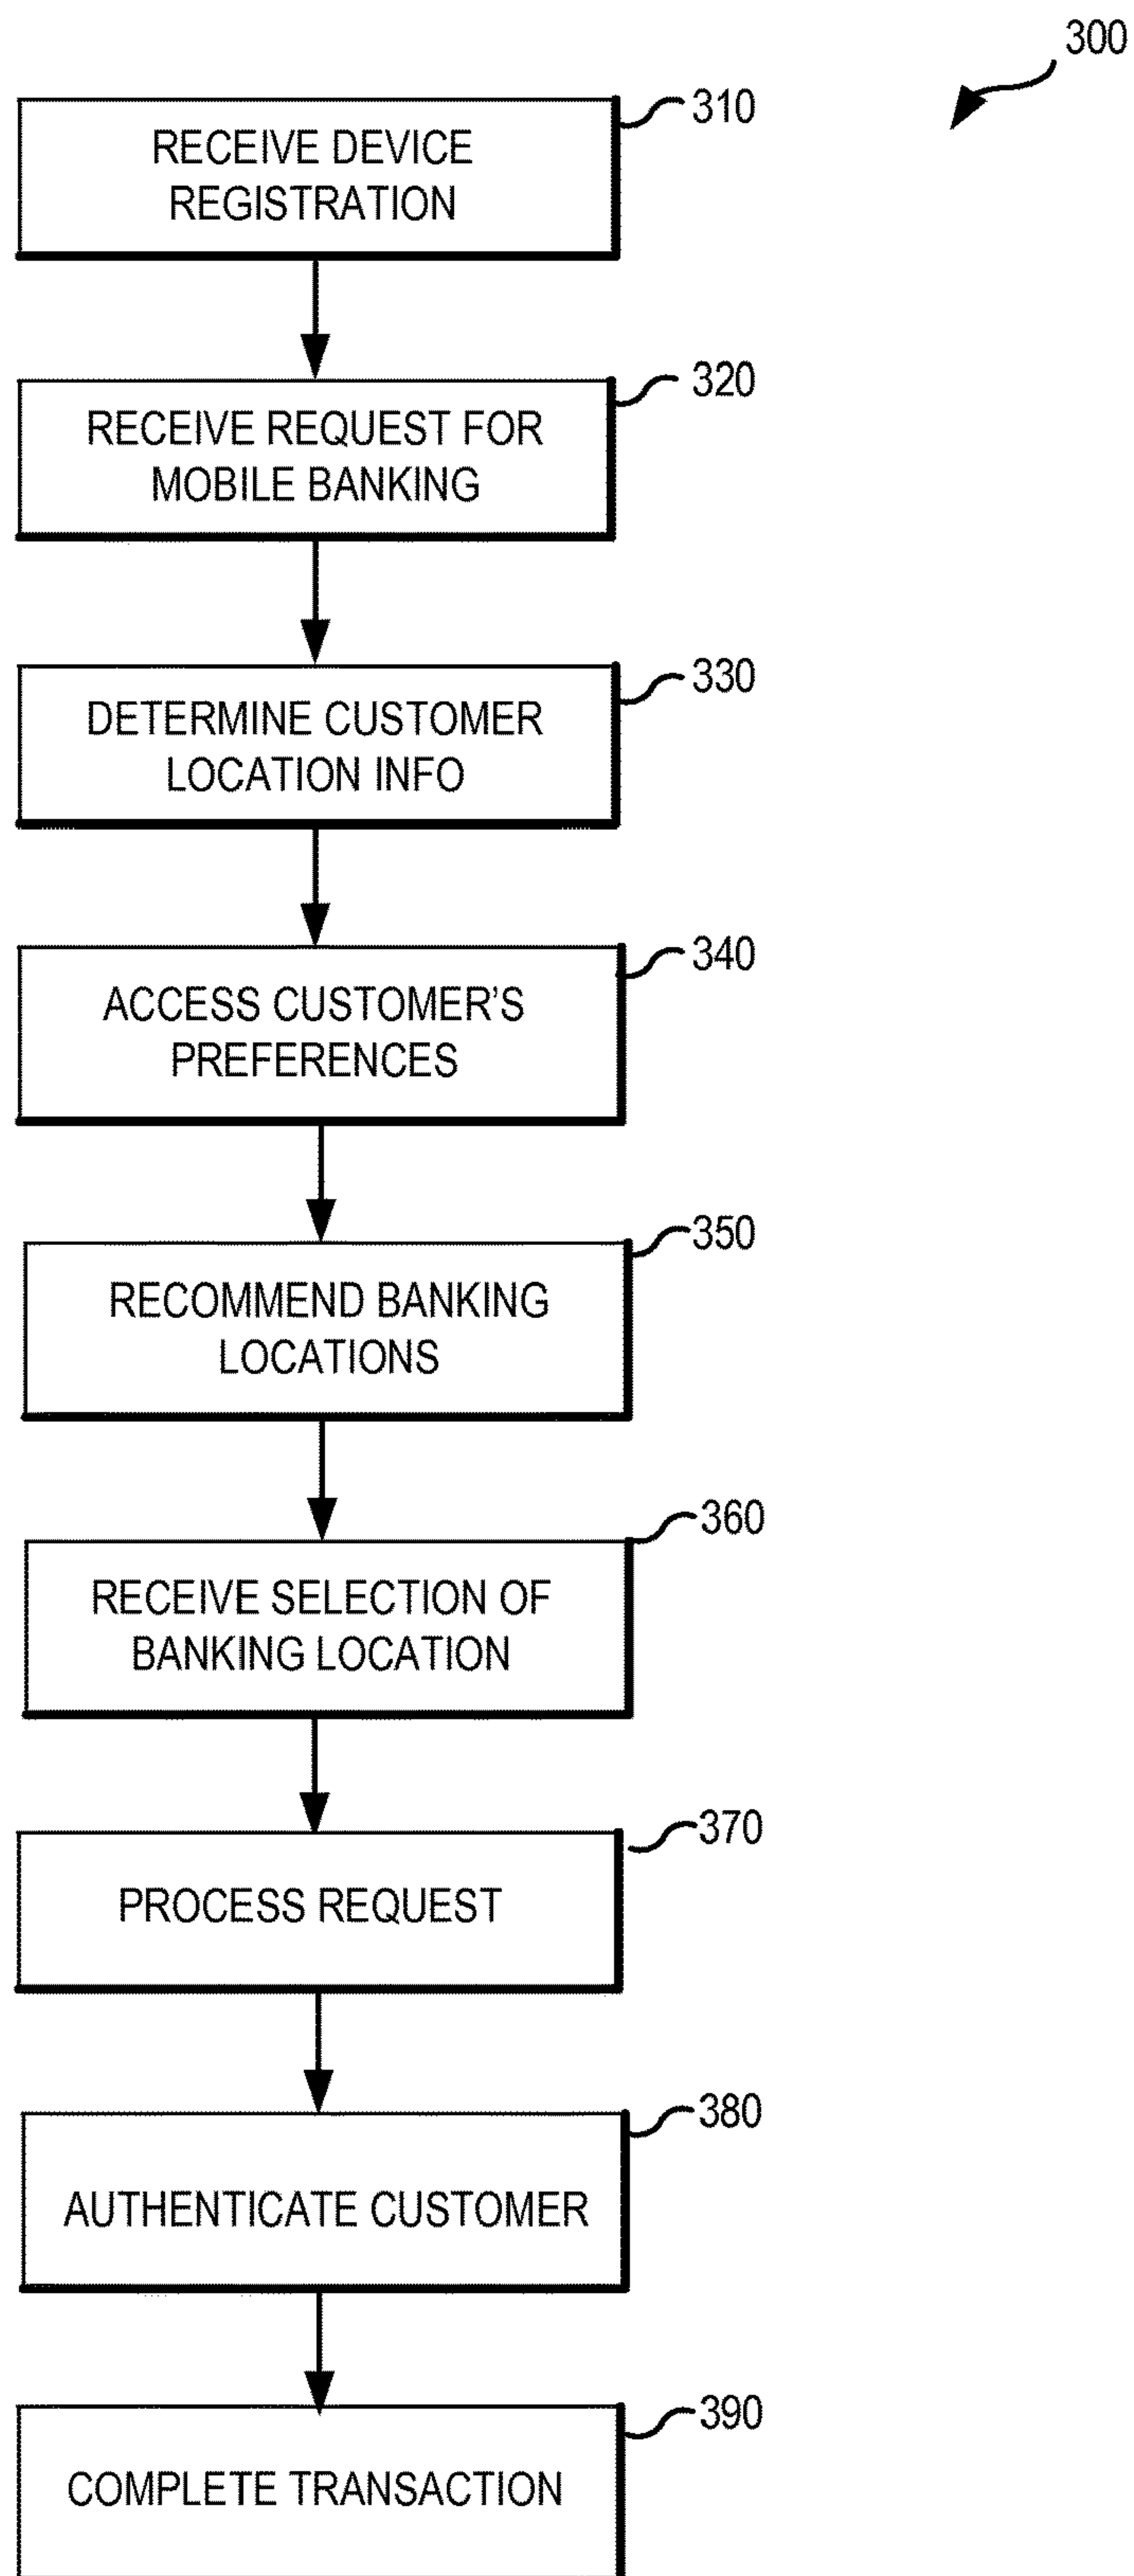 300
310
RECEIVE DEVICE
REGISTRATION
320
RECEIVE REQUEST FOR
MOBILE BANKING
330
DETERMINE CUSTOMER
LOCATION INFO
340
ACCESS CUSTOMER’S
PREFERENCES
350
RECOMMEND BANKING
LOCATIONS
360
RECEIVE SELECTION OF
BANKING LOCATION
370
PROCESS REQUEST
380
AUTHENTICATE CUSTOMER
390
COMPLETE TRANSACTION